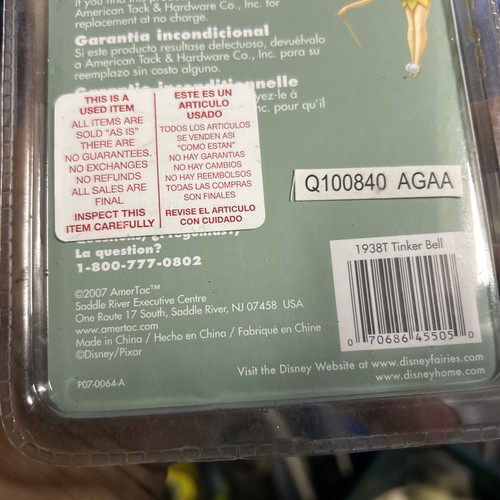 American Tack & Hardware Co., Inc. for
replacement at no charge.
Garantía incondicional
Si este producto resultase defectuoso, devuélvalo
a American Tack & Hardware Co., Inc. para su
reemplazo sin costo alguno.
yez-le à
nc. pour qu'il
THIS IS A
USED ITEM
ALL ITEMS ARE
SOLD "AS IS"
THERE ARE
NO GUARANTEES.
NO EXCHANGES
NO REFUNDS
ALL SALES ARE
FINAL
INSPECT THIS
ITEM CAREFULLY
ESTE ES UN
ARTICULO
USADO
TODOS LOS ARTICULOS
SE VENDEN ASI
"COMO ESTAN"
NO HAY GARANTIAS
NO HAY CAMBIOS
NO HAY REEMBOLSOS
TODAS LAS COMPRAS
SON FINALES
REVISE EL ARTICULO
CON CUIDADO
Q100840 AGAA
La question?
1-800-777-0802
©2007 AmerTac™
Saddle River Executive Centre
One Route 17 South, Saddle River, NJ 07458 USA
www.amertac.com
Made in China / Hecho en China / Fabriqué en Chine
©Disney/Pixar
P07-0064-A
1938T Tinker Bell
0 70686 45505 0
Visit the Disney Website at www.disneyfairies.com
www.disneyhome.com